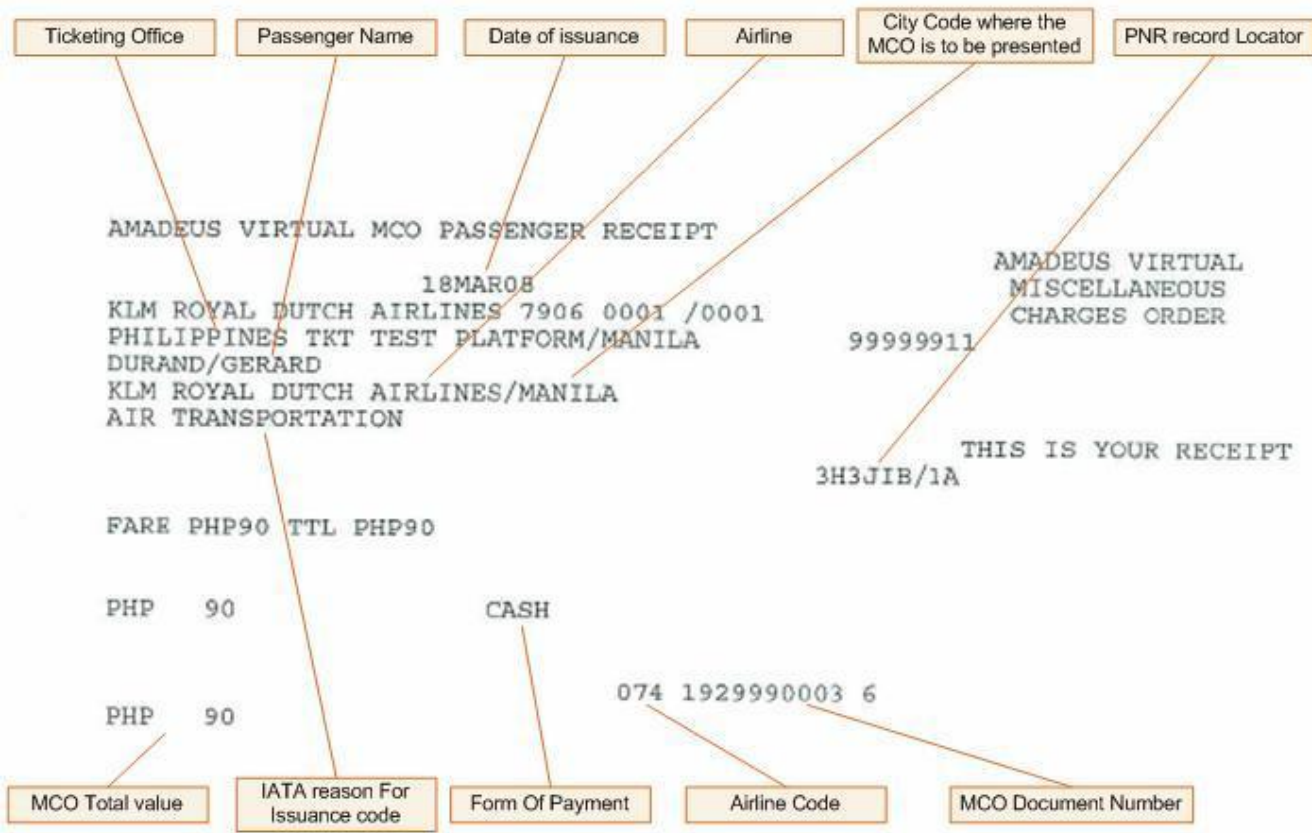 Ticketing Office
Passenger Name
Date of issuance
Airline
City Code where the
MCO is to be presented
PNR record Locator
AMADEUS VIRTUAL MCO PASSENGER RECEIPT
18MAR08
AMADEUS VIRTUAL
MISCELLANEOUS
CHARGES ORDER
KLM ROYAL DUTCH AIRLINES 7906 0001 /0001
PHILIPPINES TKT TEST PLATFORM/MANILA
99999911
DURAND/GERARD
KLM ROYAL DUTCH AIRLINES/MANILA
AIR TRANSPORTATION
THIS IS YOUR RECEIPT
3H3JIB/1A
FARE PHP90 TTL PHP90
PHP 90
CASH
074 1929990003 6
PHP 90
MCO Total value
IATA reason For
Issuance code
Form Of Payment
Airline Code
MCO Document Number